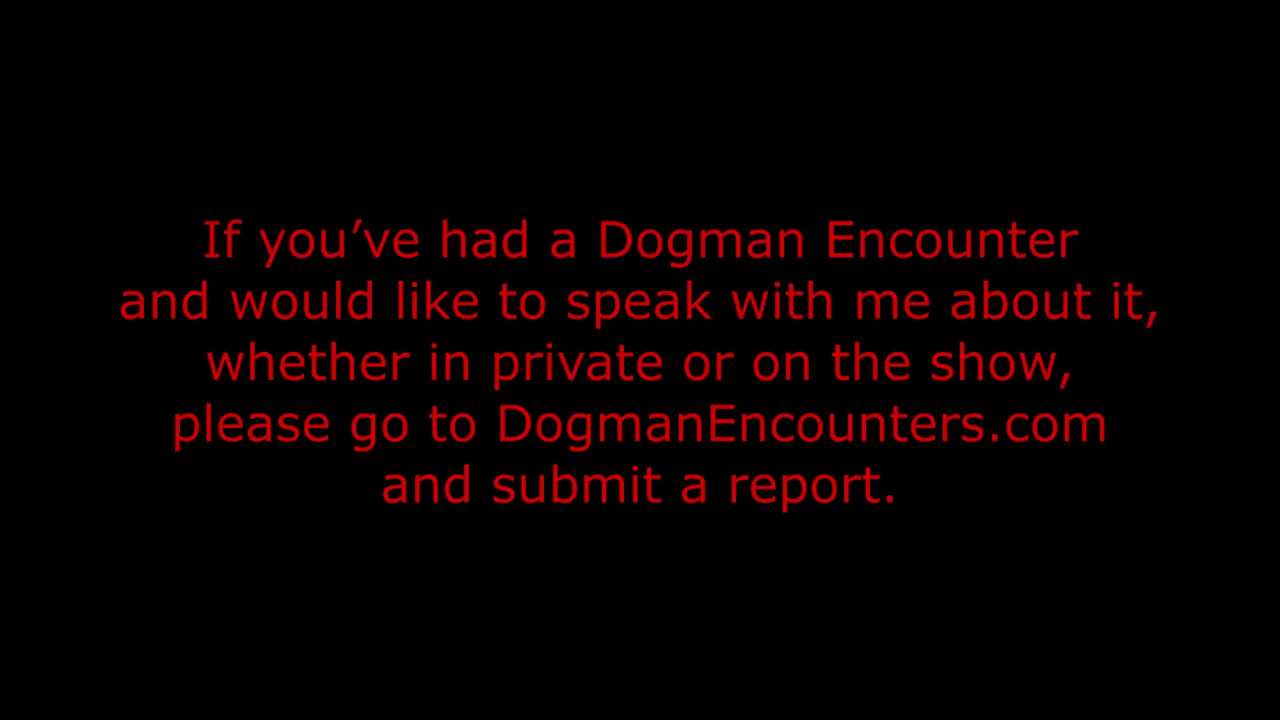 If you’ve had a Dogman Encounter
and would like to speak with me about it,
whether in private or on the show,
please go to DogmanEncounters.com
and submit a report.